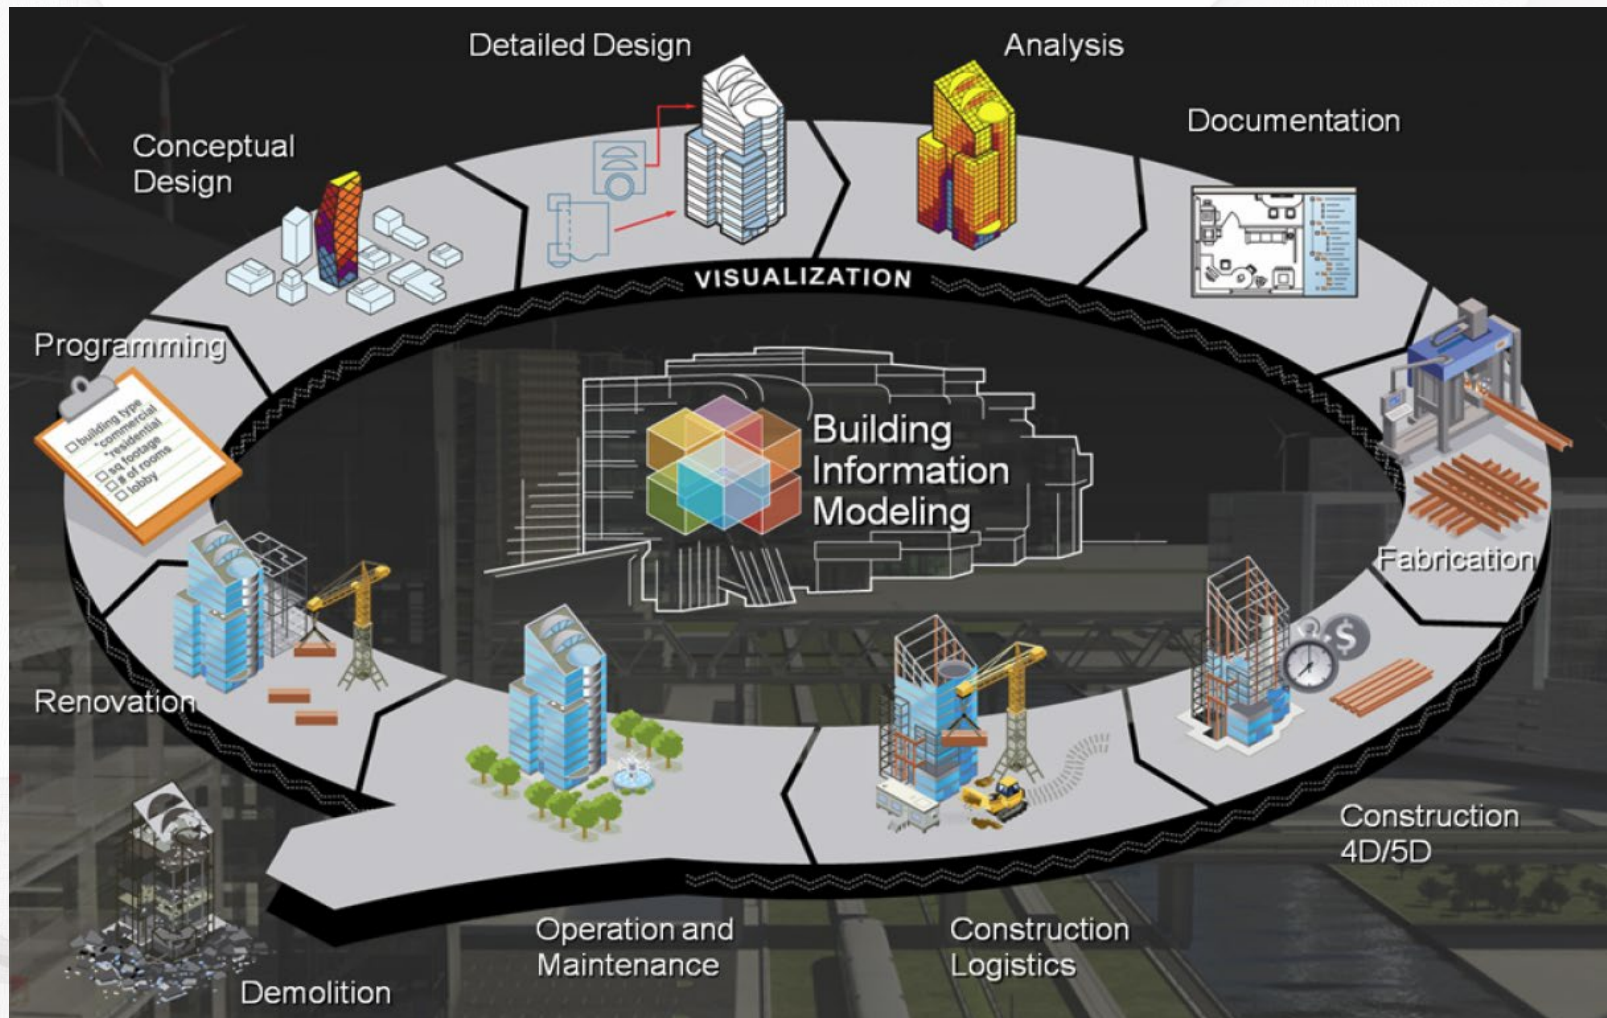 Detailed Design
Analysis
Documentation
Conceptual
Design
VISUALIZATION
Programming
building type
*commercial
*residential
sq footage
# of rooms
lobby
Building
Information
Modeling
Fabrication
$
Renovation
Construction
4D/5D
Operation and
Maintenance
Construction
Logistics
Demolition